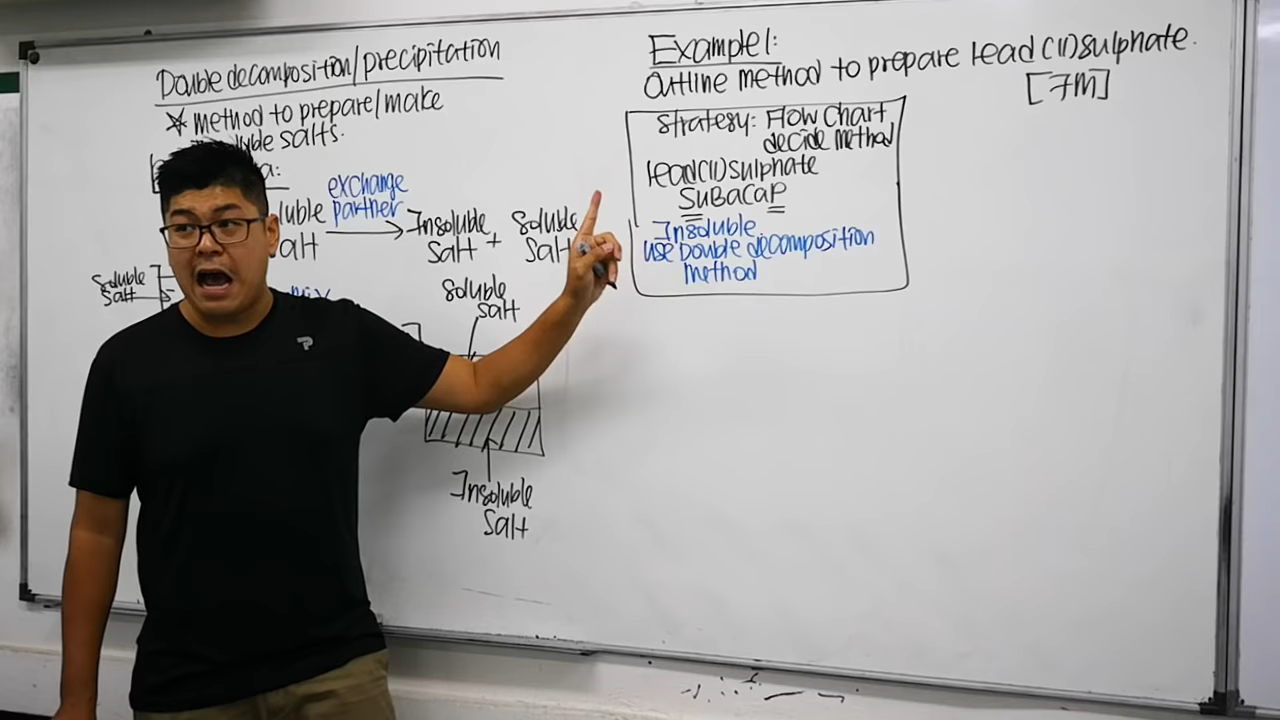 Double decomposition/precipitation
* method to prepare/make
salts.
exchange
partner
salt → Insoluble salt + Soluble salt
Soluble
Salt
Soluble
salt
Insoluble
Salt
Example 1:
Outline method to prepare lead (II) sulphate.
[7M]
Strategy: Flow Chart
decide method
lead(II) sulphate
SuBaCaP
Insoluble
use Double decomposition
method